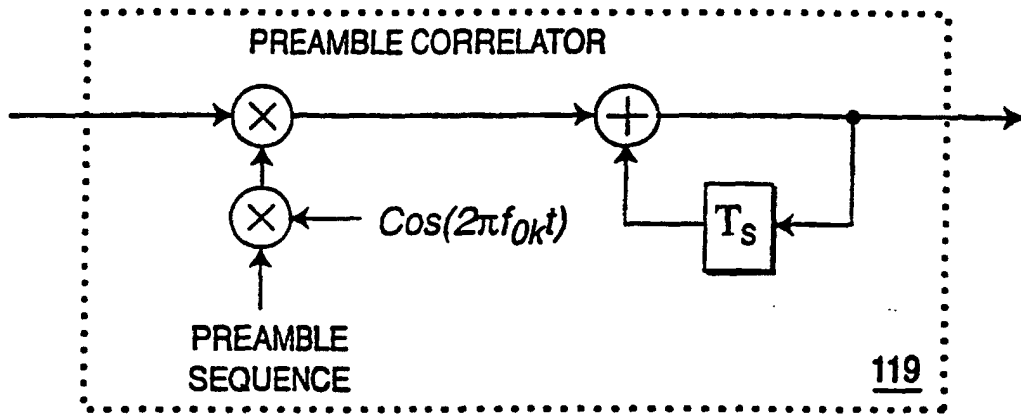 PREAMBLE CORRELATOR
Cos(2πf0kt)
TS
PREAMBLE
SEQUENCE
119